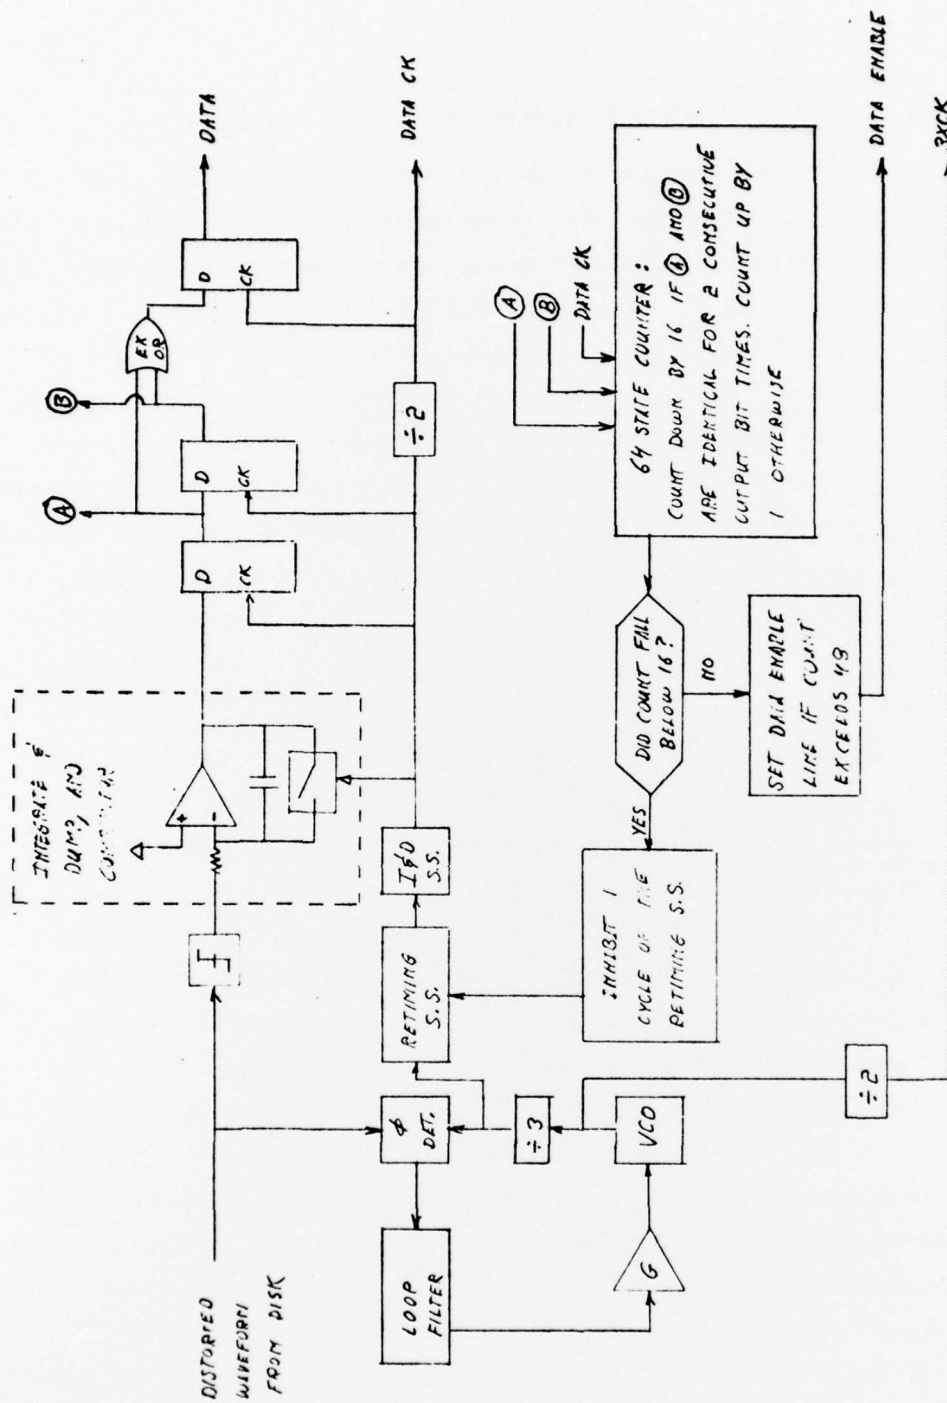 DISTORTED
WAVEFORM
FROM DISK
INTEGRATE &
DUMP, AND
COMPARATOR
+
-
A
B
D
CK
D
CK
EX
OR
D
CK
DATA
LOOP
FILTER
φ
DET.
RETIMING
S.S.
I&D
S.S.
÷2
DATA CK
G
VCO
÷3
÷2
3XCK
INHIBIT 1
CYCLE OF THE
RETIMING S.S.
YES
DID COUNT FALL
BELOW 16?
NO
SET DATA ENABLE
LINE IF COUNT
EXCEEDS 48
DATA ENABLE
A
B
DATA CK
64 STATE COUNTER:
COUNT DOWN BY 16 IF A AND B
ARE IDENTICAL FOR 2 CONSECUTIVE
OUTPUT BIT TIMES. COUNT UP BY
1 OTHERWISE